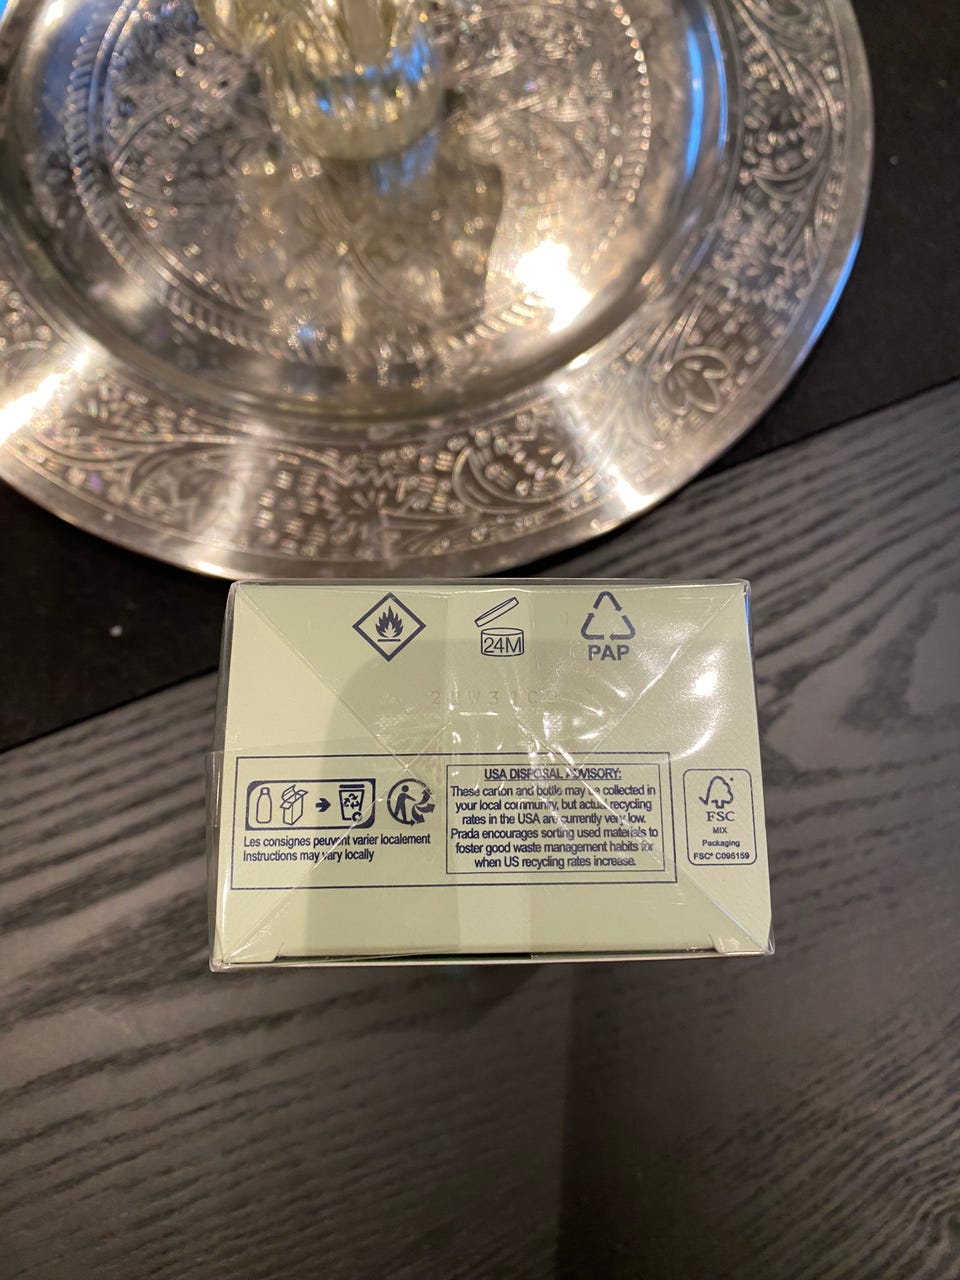 24M
PAP
USA DISPOSAL ADVISORY:
These carton and bottle may be collected in
your local community, but actual recycling
rates in the USA are currently very low.
Prada encourages sorting used materials to
foster good waste management habits for
when US recycling rates increase.
Les consignes peuvent varier localement
Instructions may vary locally
FSC
MIX
Packaging
FSC® C095159